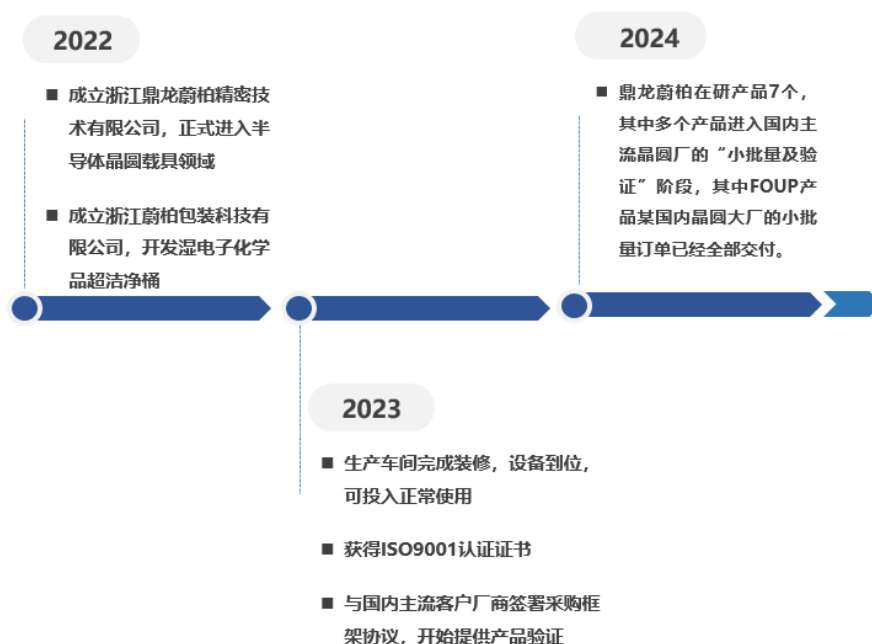 2022
■ 成立浙江鼎龙蔚柏精密技
术有限公司，正式进入半
导体晶圆载具领域
■ 成立浙江蔚柏包装科技有
限公司，开发湿电子化学
品超洁净桶
2023
■ 生产车间完成装修，设备到位，
可投入正常使用
■ 获得ISO9001认证证书
■ 与国内主流客户厂商签署采购框
架协议，开始提供产品验证
2024
■ 鼎龙蔚柏在研产品7个，
其中多个产品进入国内主
流晶圆厂的“小批量及验
证”阶段，其中FOUP产
品某国内晶圆大厂的小批
量订单已经全部交付。